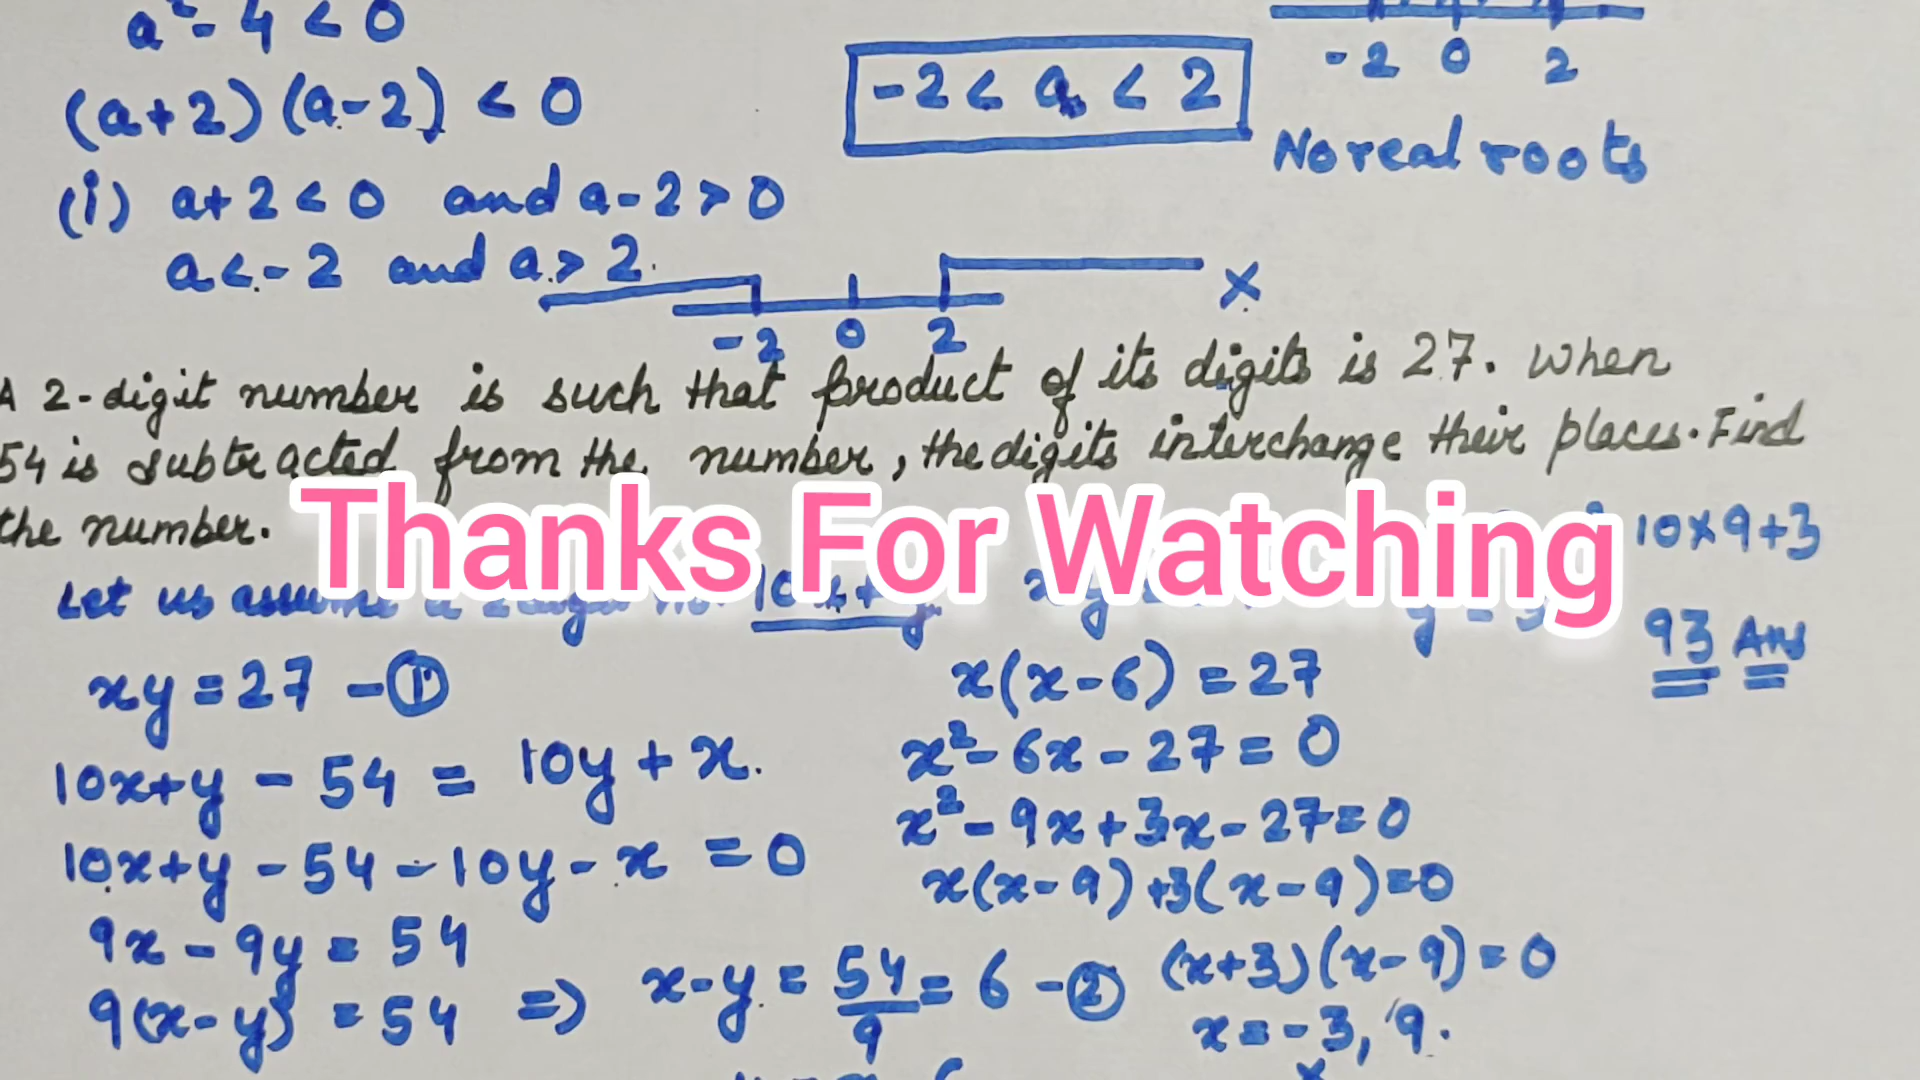 a² - 4 < 0
(a+2)(a-2) < 0
-2 < a < 2
-2 0 2
No real roots
(i) a+2 < 0 and a-2 > 0
a < -2 and a > 2
-2 0 2
x
A 2-digit number is such that product of its digits is 27. When
54 is subtracted from the number, the digits interchange their places. Find
the number.
Thanks For Watching
Let us assume a 10x+y
xy = 27 - ①
10x+y - 54 = 10y + x.
10x+y - 54 - 10y - x = 0
9x - 9y = 54
9(x-y) = 54 => x-y = 54/9 = 6 - ②
x(x-6) = 27
x² - 6x - 27 = 0
x² - 9x + 3x - 27 = 0
x(x-9) +3(x-9) = 0
(x+3)(x-9) = 0
x = -3, 9.
10×9+3
93 Ans